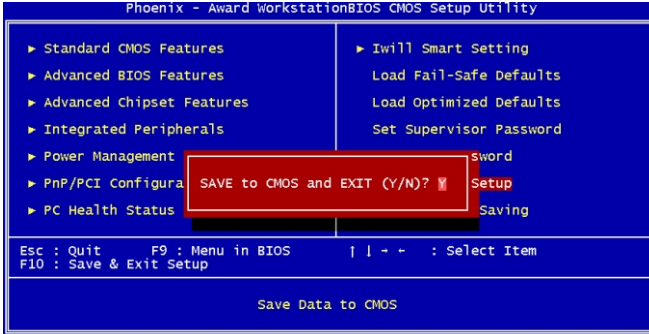 Phoenix - Award WorkstationBIOS CMOS Setup Utility
► Standard CMOS Features
► Advanced BIOS Features
► Advanced Chipset Features
► Integrated Peripherals
► Power Management
► PnP/PCI Configura
► PC Health Status
► Iwill Smart Setting
Load Fail-Safe Defaults
Load Optimized Defaults
Set Supervisor Password
sword
Setup
Saving
SAVE to CMOS and EXIT (Y/N)? Y
Esc : Quit F9 : Menu in BIOS ↑ ↓ → ← : Select Item
F10 : Save & Exit Setup
Save Data to CMOS